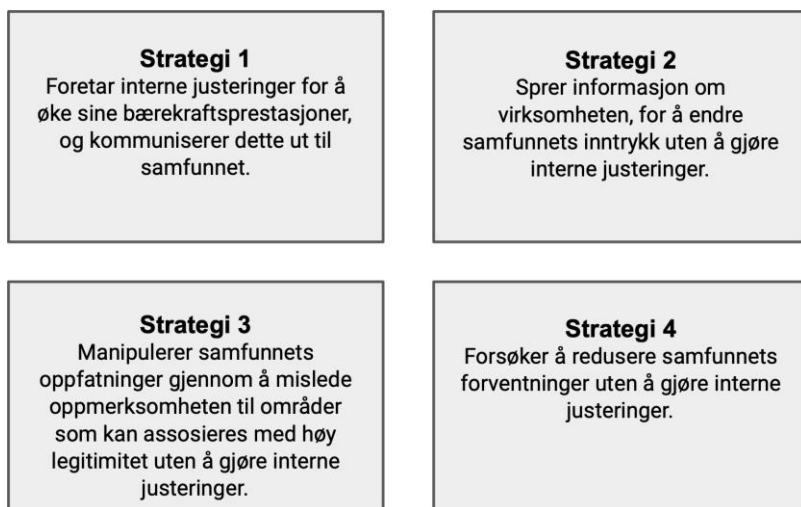 Strategi 1
Foretar interne justeringer for å
øke sine bærekraftsprestasjoner,
og kommuniserer dette ut til
samfunnet.
Strategi 2
Sprer informasjon om
virksomheten, for å endre
samfunnets inntrykk uten å gjøre
interne justeringer.
Strategi 3
Manipulerer samfunnets
oppfatninger gjennom å mislede
oppmerksomheten til områder
som kan assosieres med høy
legitimitet uten å gjøre interne
justeringer.
Strategi 4
Forsøker å redusere samfunnets
forventninger uten å gjøre interne
justeringer.